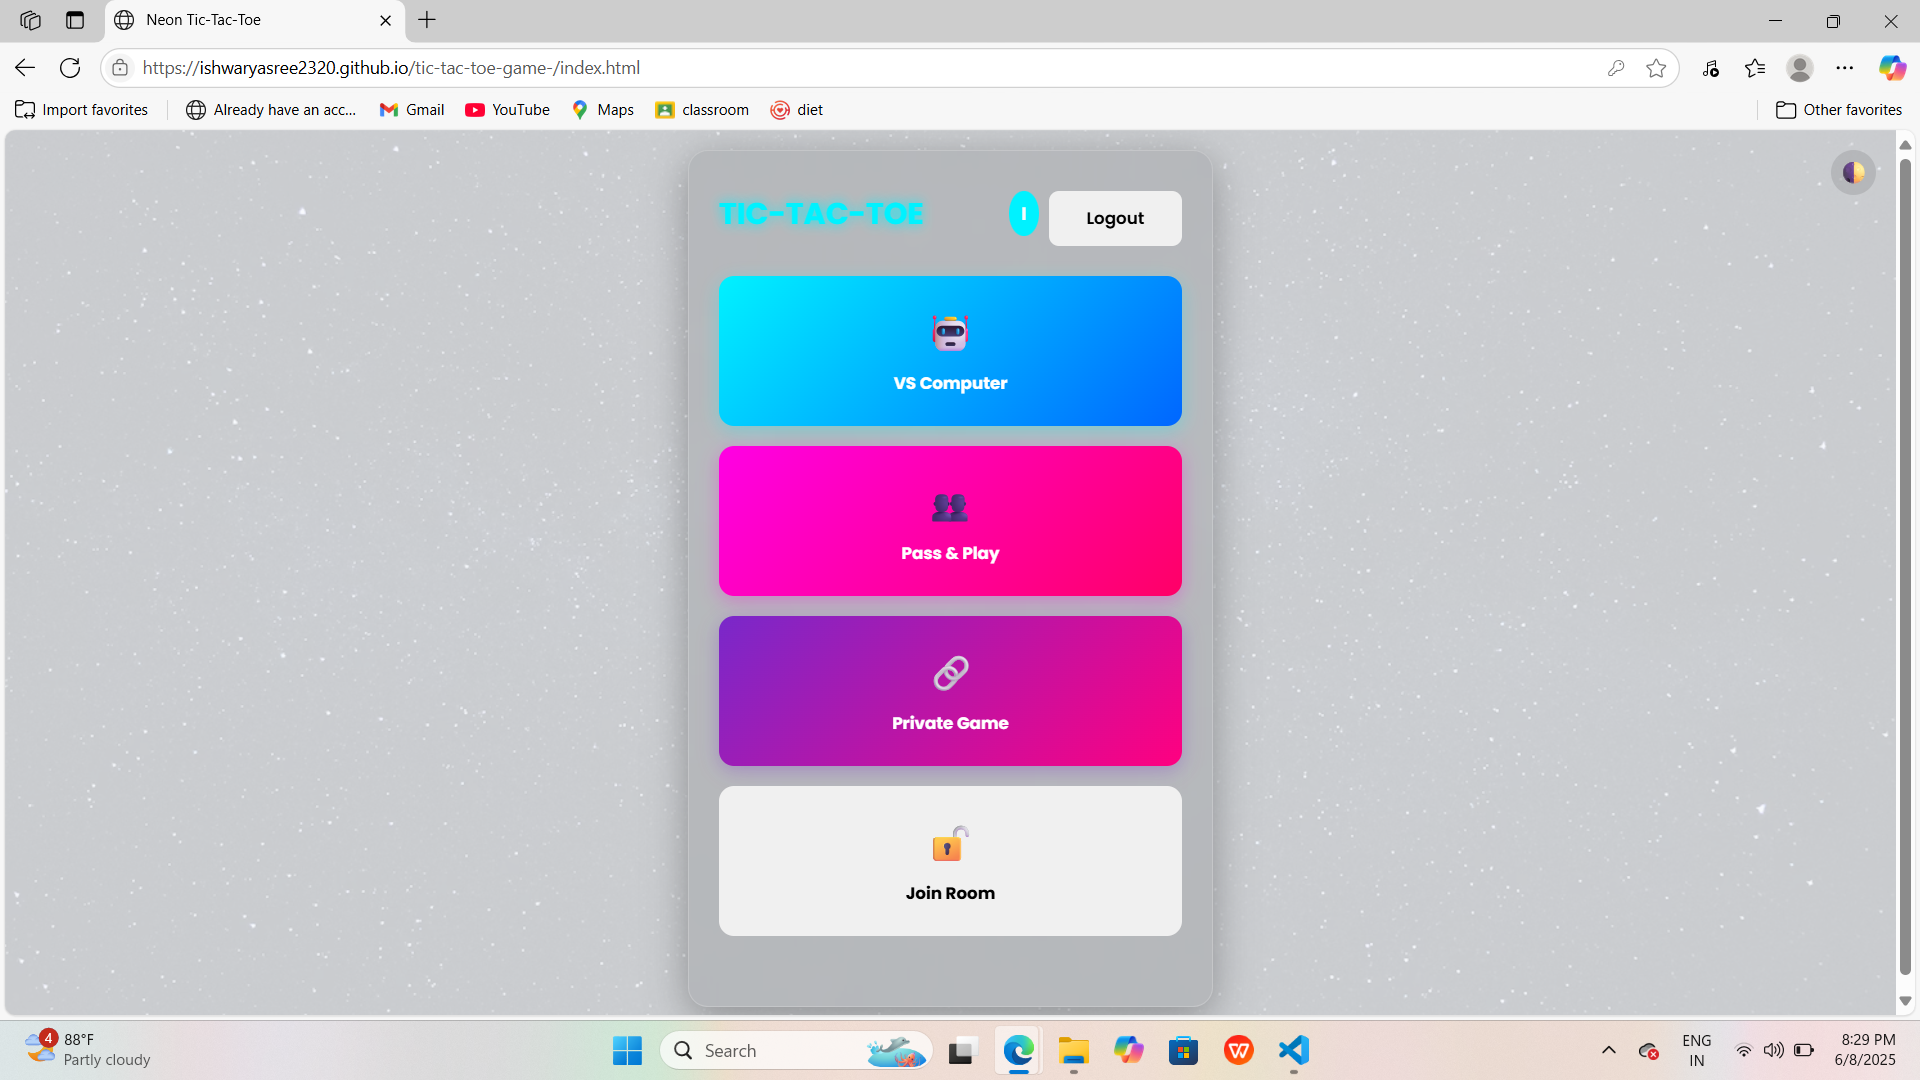 Neon Tic-Tac-Toe
https://ishwaryasree2320.github.io/tic-tac-toe-game-/index.html
Import favorites
Already have an acc...
Gmail
YouTube
Maps
classroom
diet
Other favorites
TIC-TAC-TOE
I
Logout
VS Computer
Pass & Play
Private Game
Join Room
4
88°F
Partly cloudy
Search
W
ENG
IN
8:29 PM
6/8/2025